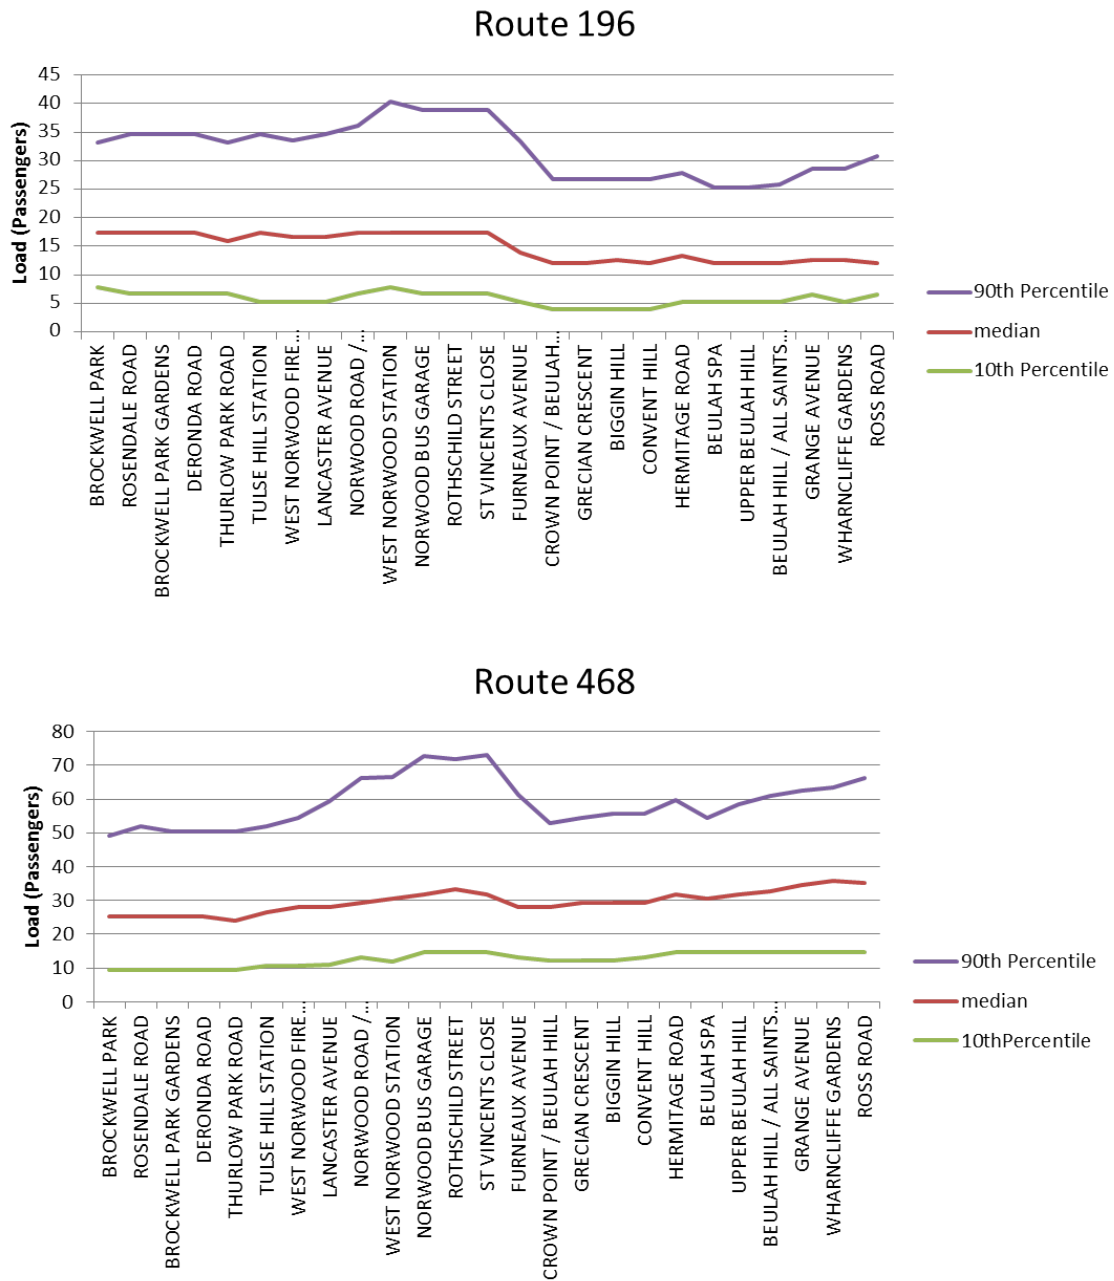 Route 196
Load (Passengers)
45
40
35
30
25
20
15
10
5
0
BROCKWELL PARK
ROSENDALE ROAD
BROCKWELL PARK GARDENS
DERONDA ROAD
THURLOW PARK ROAD
TULSE HILL STATION
WEST NORWOOD FIRE...
LANCASTER AVENUE
NORWOOD ROAD /...
WEST NORWOOD STATION
NORWOOD BUS GARAGE
ROTHSCHILD STREET
ST VINCENTS CLOSE
FURNEAUX AVENUE
CROWN POINT / BEULAH...
GRECIAN CRESCENT
BIGGIN HILL
CONVENT HILL
HERMITAGE ROAD
BEULAH SPA
UPPER BEULAH HILL
BEULAH HILL / ALL SAINTS...
GRANGE AVENUE
WHARNCLIFFE GARDENS
ROSS ROAD
90th Percentile
median
10th Percentile
Route 468
Load (Passengers)
80
70
60
50
40
30
20
10
0
BROCKWELL PARK
ROSENDALE ROAD
BROCKWELL PARK GARDENS
DERONDA ROAD
THURLOW PARK ROAD
TULSE HILL STATION
WEST NORWOOD FIRE...
LANCASTER AVENUE
NORWOOD ROAD /...
WEST NORWOOD STATION
NORWOOD BUS GARAGE
ROTHSCHILD STREET
ST VINCENTS CLOSE
FURNEAUX AVENUE
CROWN POINT / BEULAH HILL
GRECIAN CRESCENT
BIGGIN HILL
CONVENT HILL
HERMITAGE ROAD
BEULAH SPA
UPPER BEULAH HILL
BEULAH HILL / ALL SAINTS...
GRANGE AVENUE
WHARNCLIFFE GARDENS
ROSS ROAD
90th Percentile
median
10thPercentile